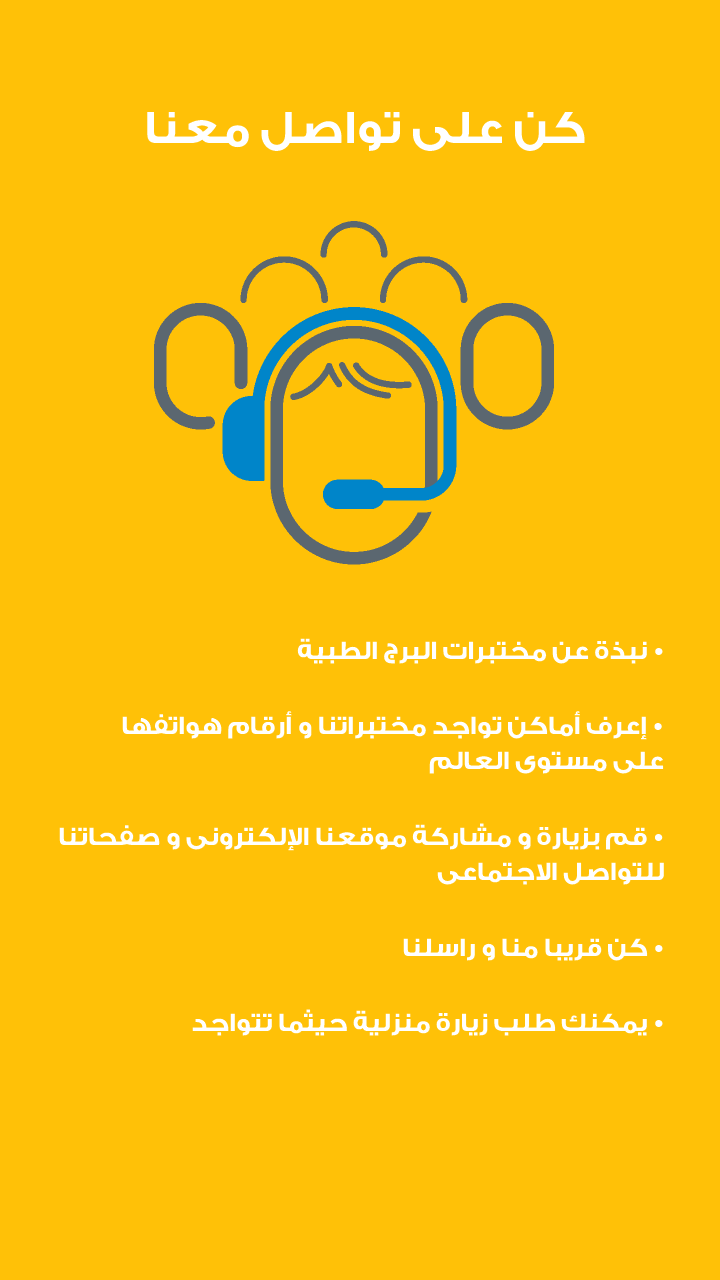 كن على تواصل معنا
• نبذة عن مختبرات البرج الطبية
• إعرف أماكن تواجد مختبراتنا و أرقام هواتفها
على مستوى العالم
• قم بزيارة و مشاركة موقعنا الإلكترونى و صفحاتنا
للتواصل الاجتماعى
• كن قريبا منا و راسلنا
• يمكنك طلب زيارة منزلية حيثما تتواجد